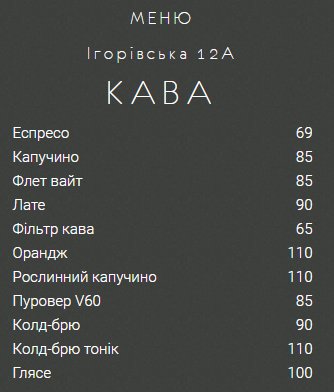 МЕНЮ
Ігорівська 12А
КАВА
Еспресо 69
Капучино 85
Флет вайт 85
Лате 90
Фільтр кава 65
Орандж 110
Рослинний капучино 110
Пуровер V60 85
Колд-брю 90
Колд-брю тонік 110
Глясе 100